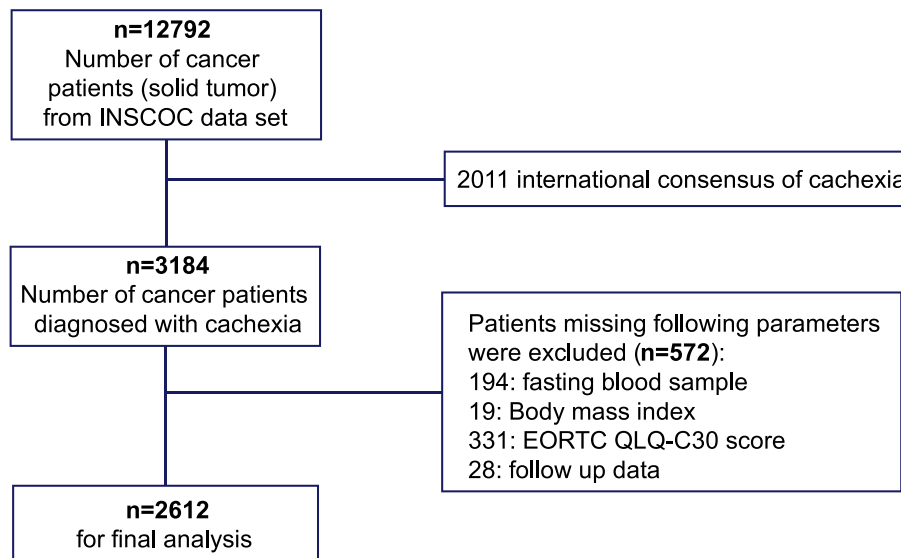 n=12792
Number of cancer
patients (solid tumor)
from INSCOC data set
2011 international consensus of cachexia
n=3184
Number of cancer patients
diagnosed with cachexia
Patients missing following parameters
were excluded (n=572):
194: fasting blood sample
19: Body mass index
331: EORTC QLQ-C30 score
28: follow up data
n=2612
for final analysis